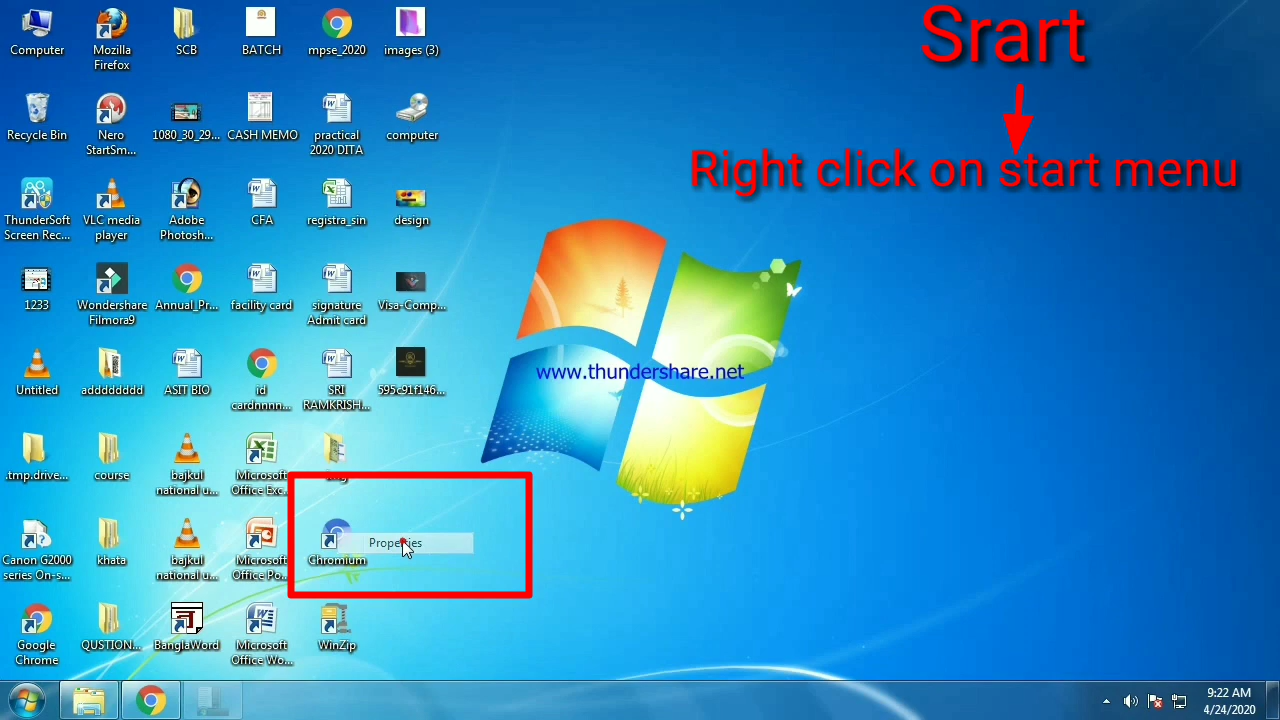 Srart
Right click on start menu
Computer
Mozilla
Firefox
SCB
BATCH
mpse_2020
images (3)
Recycle Bin
Nero
StartSm...
1080_30_29...
CASH MEMO
practical
2020 DITA
computer
ThunderSoft
Screen Rec...
VLC media
player
Adobe
Photosh...
CFA
registra_sin
design
1233
Wondershare
Filmora9
Annual_Pr...
facility card
signature
Admit card
Visa-Comp...
Untitled
adddddddd
ASIT BIO
id
cardnnnn...
SRI
RAMKRISH...
595c91f146...
www.thundershare.net
.tmp.drive...
course
bajkul
national u...
Microsoft
Office Exc...
Canon G2000
series On-s...
khata
bajkul
national u...
Microsoft
Office Po...
Chromium
Properties
Google
Chrome
QUSTION...
BanglaWord
Microsoft
Office Wo...
WinZip
9:22 AM
4/24/2020